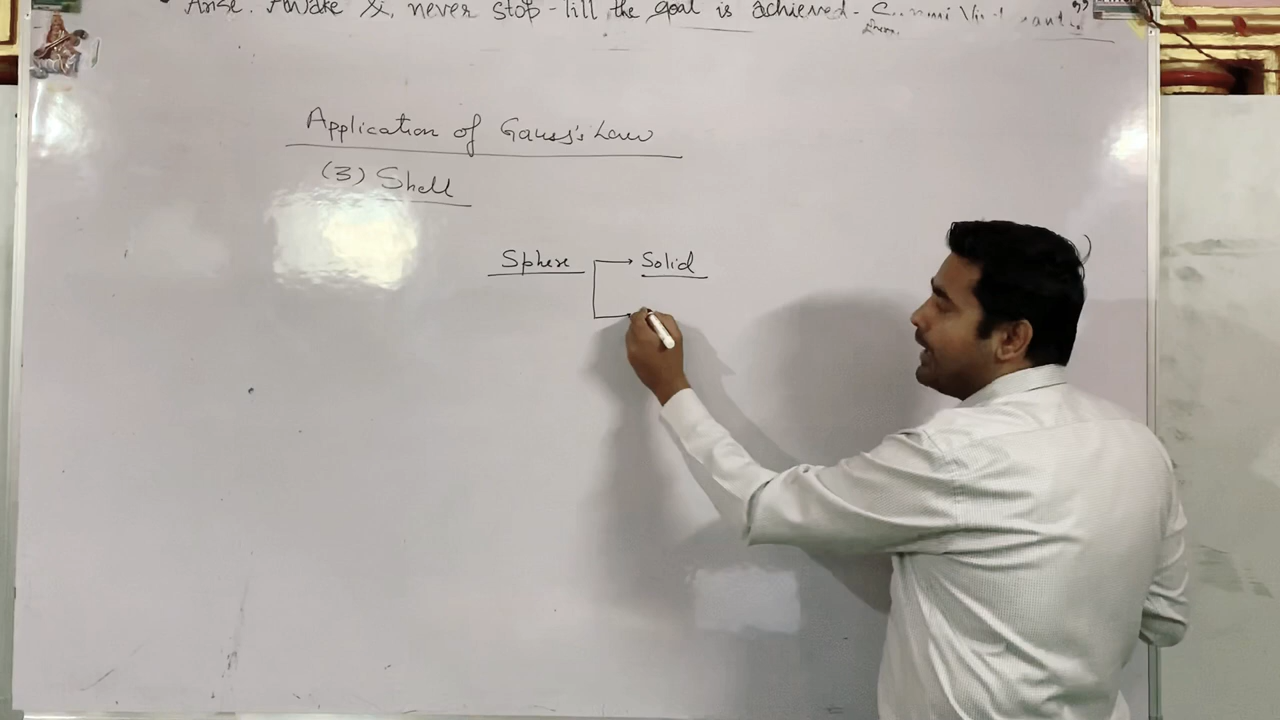 Arise. Awake &, never stop till the goal is achieved -
Application of Gauss's Law
(3) Shell
Sphere → Solid